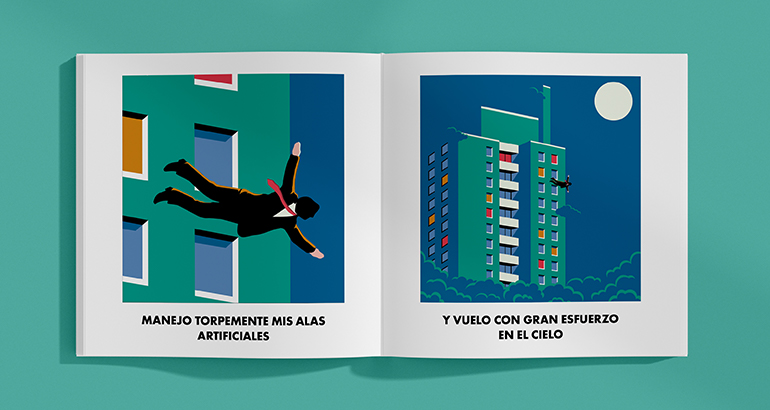 MANEJO TORPEMENTE MIS ALAS
ARTIFICIALES
Y VUELO CON GRAN ESFUERZO
EN EL CIELO